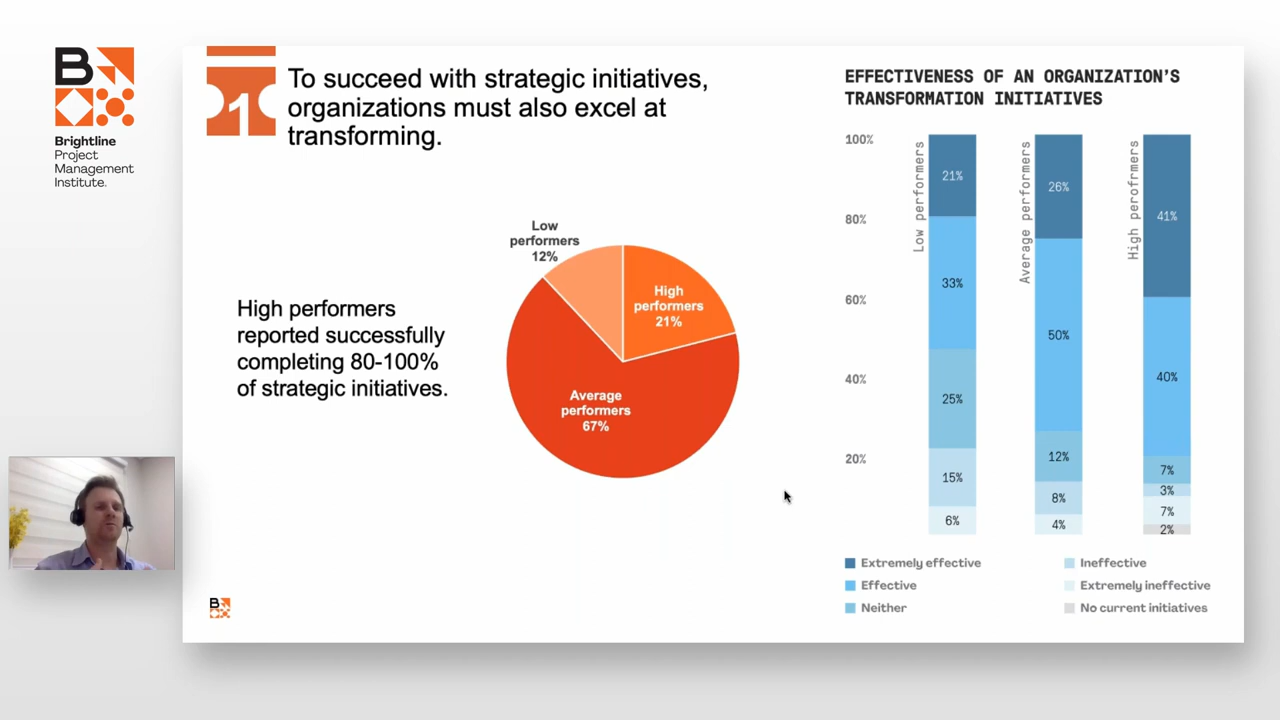 B
Brightline
Project
Management
Institute.
1
To succeed with strategic initiatives,
organizations must also excel at
transforming.
High performers
reported successfully
completing 80-100%
of strategic initiatives.
Low
performers
12%
High
performers
21%
Average
performers
67%
EFFECTIVENESS OF AN ORGANIZATION'S
TRANSFORMATION INITIATIVES
100%
80%
60%
40%
20%
Low performers
21%
33%
25%
15%
6%
Average performers
26%
50%
12%
8%
4%
High perofrmers
41%
40%
7%
3%
7%
2%
Extremely effective
Effective
Neither
Ineffective
Extremely ineffective
No current initiatives
B